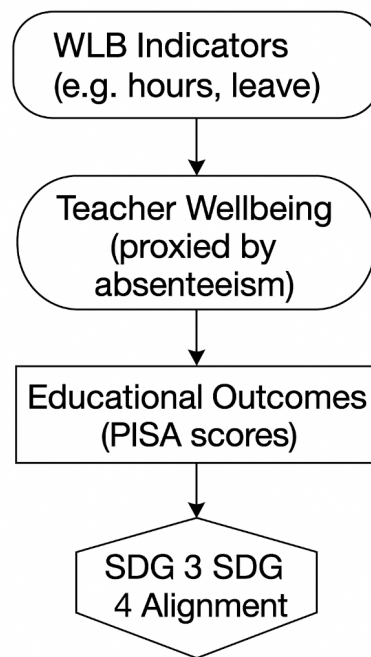 WLB Indicators
(e.g. hours, leave)
Teacher Wellbeing
(proxied by
absenteeism)
Educational Outcomes
(PISA scores)
SDG 3 SDG
4 Alignment